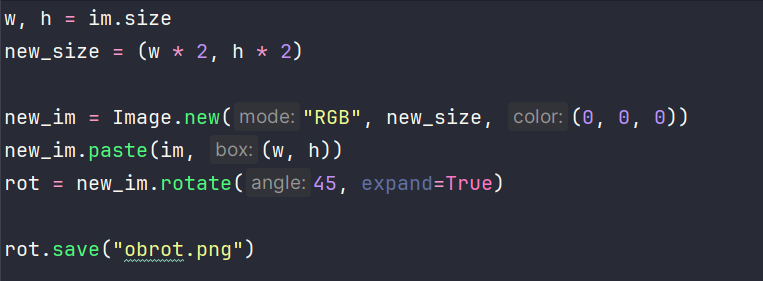 w, h = im.size
new_size = (w * 2, h * 2)
new_im = Image.new( mode: "RGB", new_size, color: (0, 0, 0))
new_im.paste(im, box: (w, h))
rot = new_im.rotate( angle: 45, expand=True)
rot.save("obrot.png")